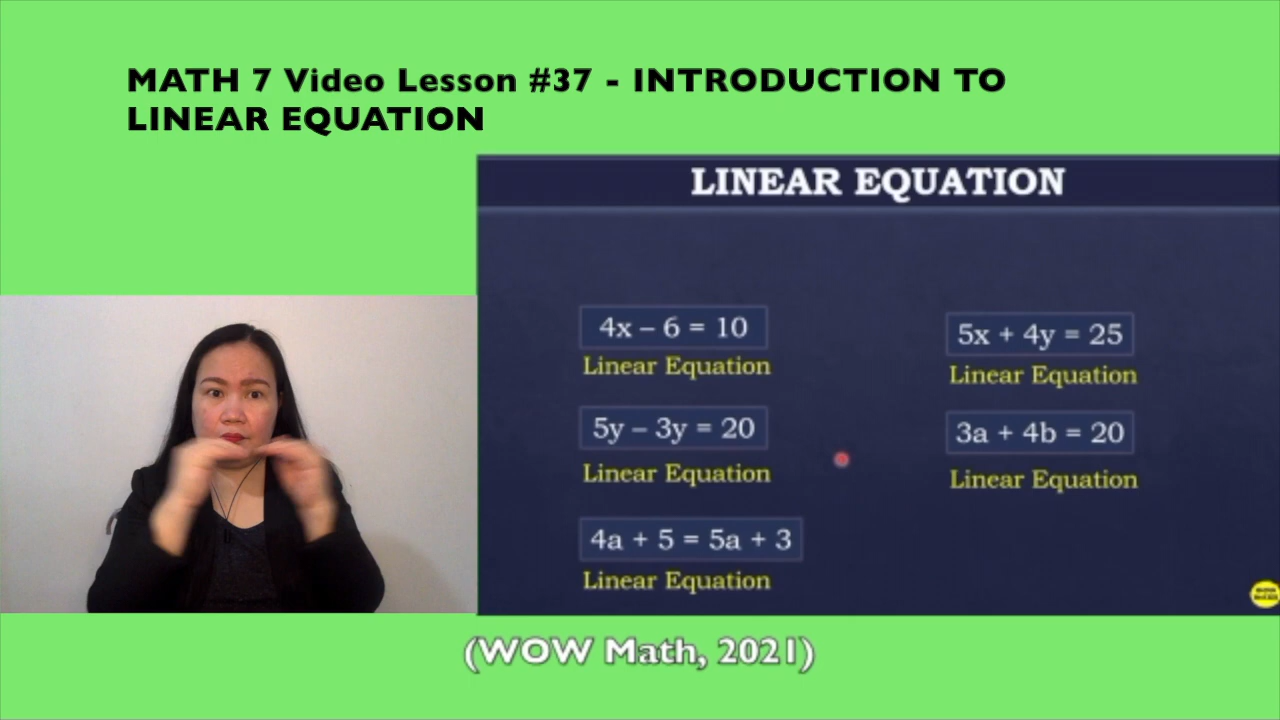 MATH 7 Video Lesson #37 - INTRODUCTION TO
LINEAR EQUATION
LINEAR EQUATION
4x – 6 = 10
Linear Equation
5y – 3y = 20
Linear Equation
4a + 5 = 5a + 3
Linear Equation
5x + 4y = 25
Linear Equation
3a + 4b = 20
Linear Equation
(WOW Math, 2021)